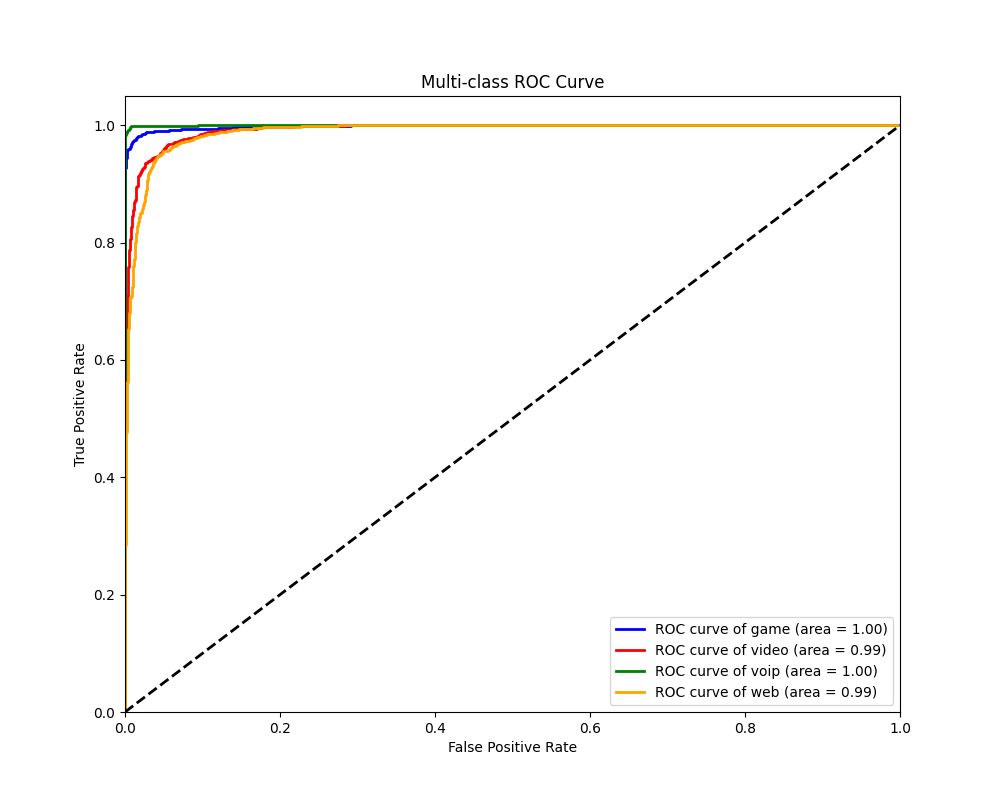 Multi-class ROC Curve
True Positive Rate
1.0
0.8
0.6
0.4
0.2
0.0
0.0 0.2 0.4 0.6 0.8 1.0
False Positive Rate
ROC curve of game (area = 1.00)
ROC curve of video (area = 0.99)
ROC curve of voip (area = 1.00)
ROC curve of web (area = 0.99)